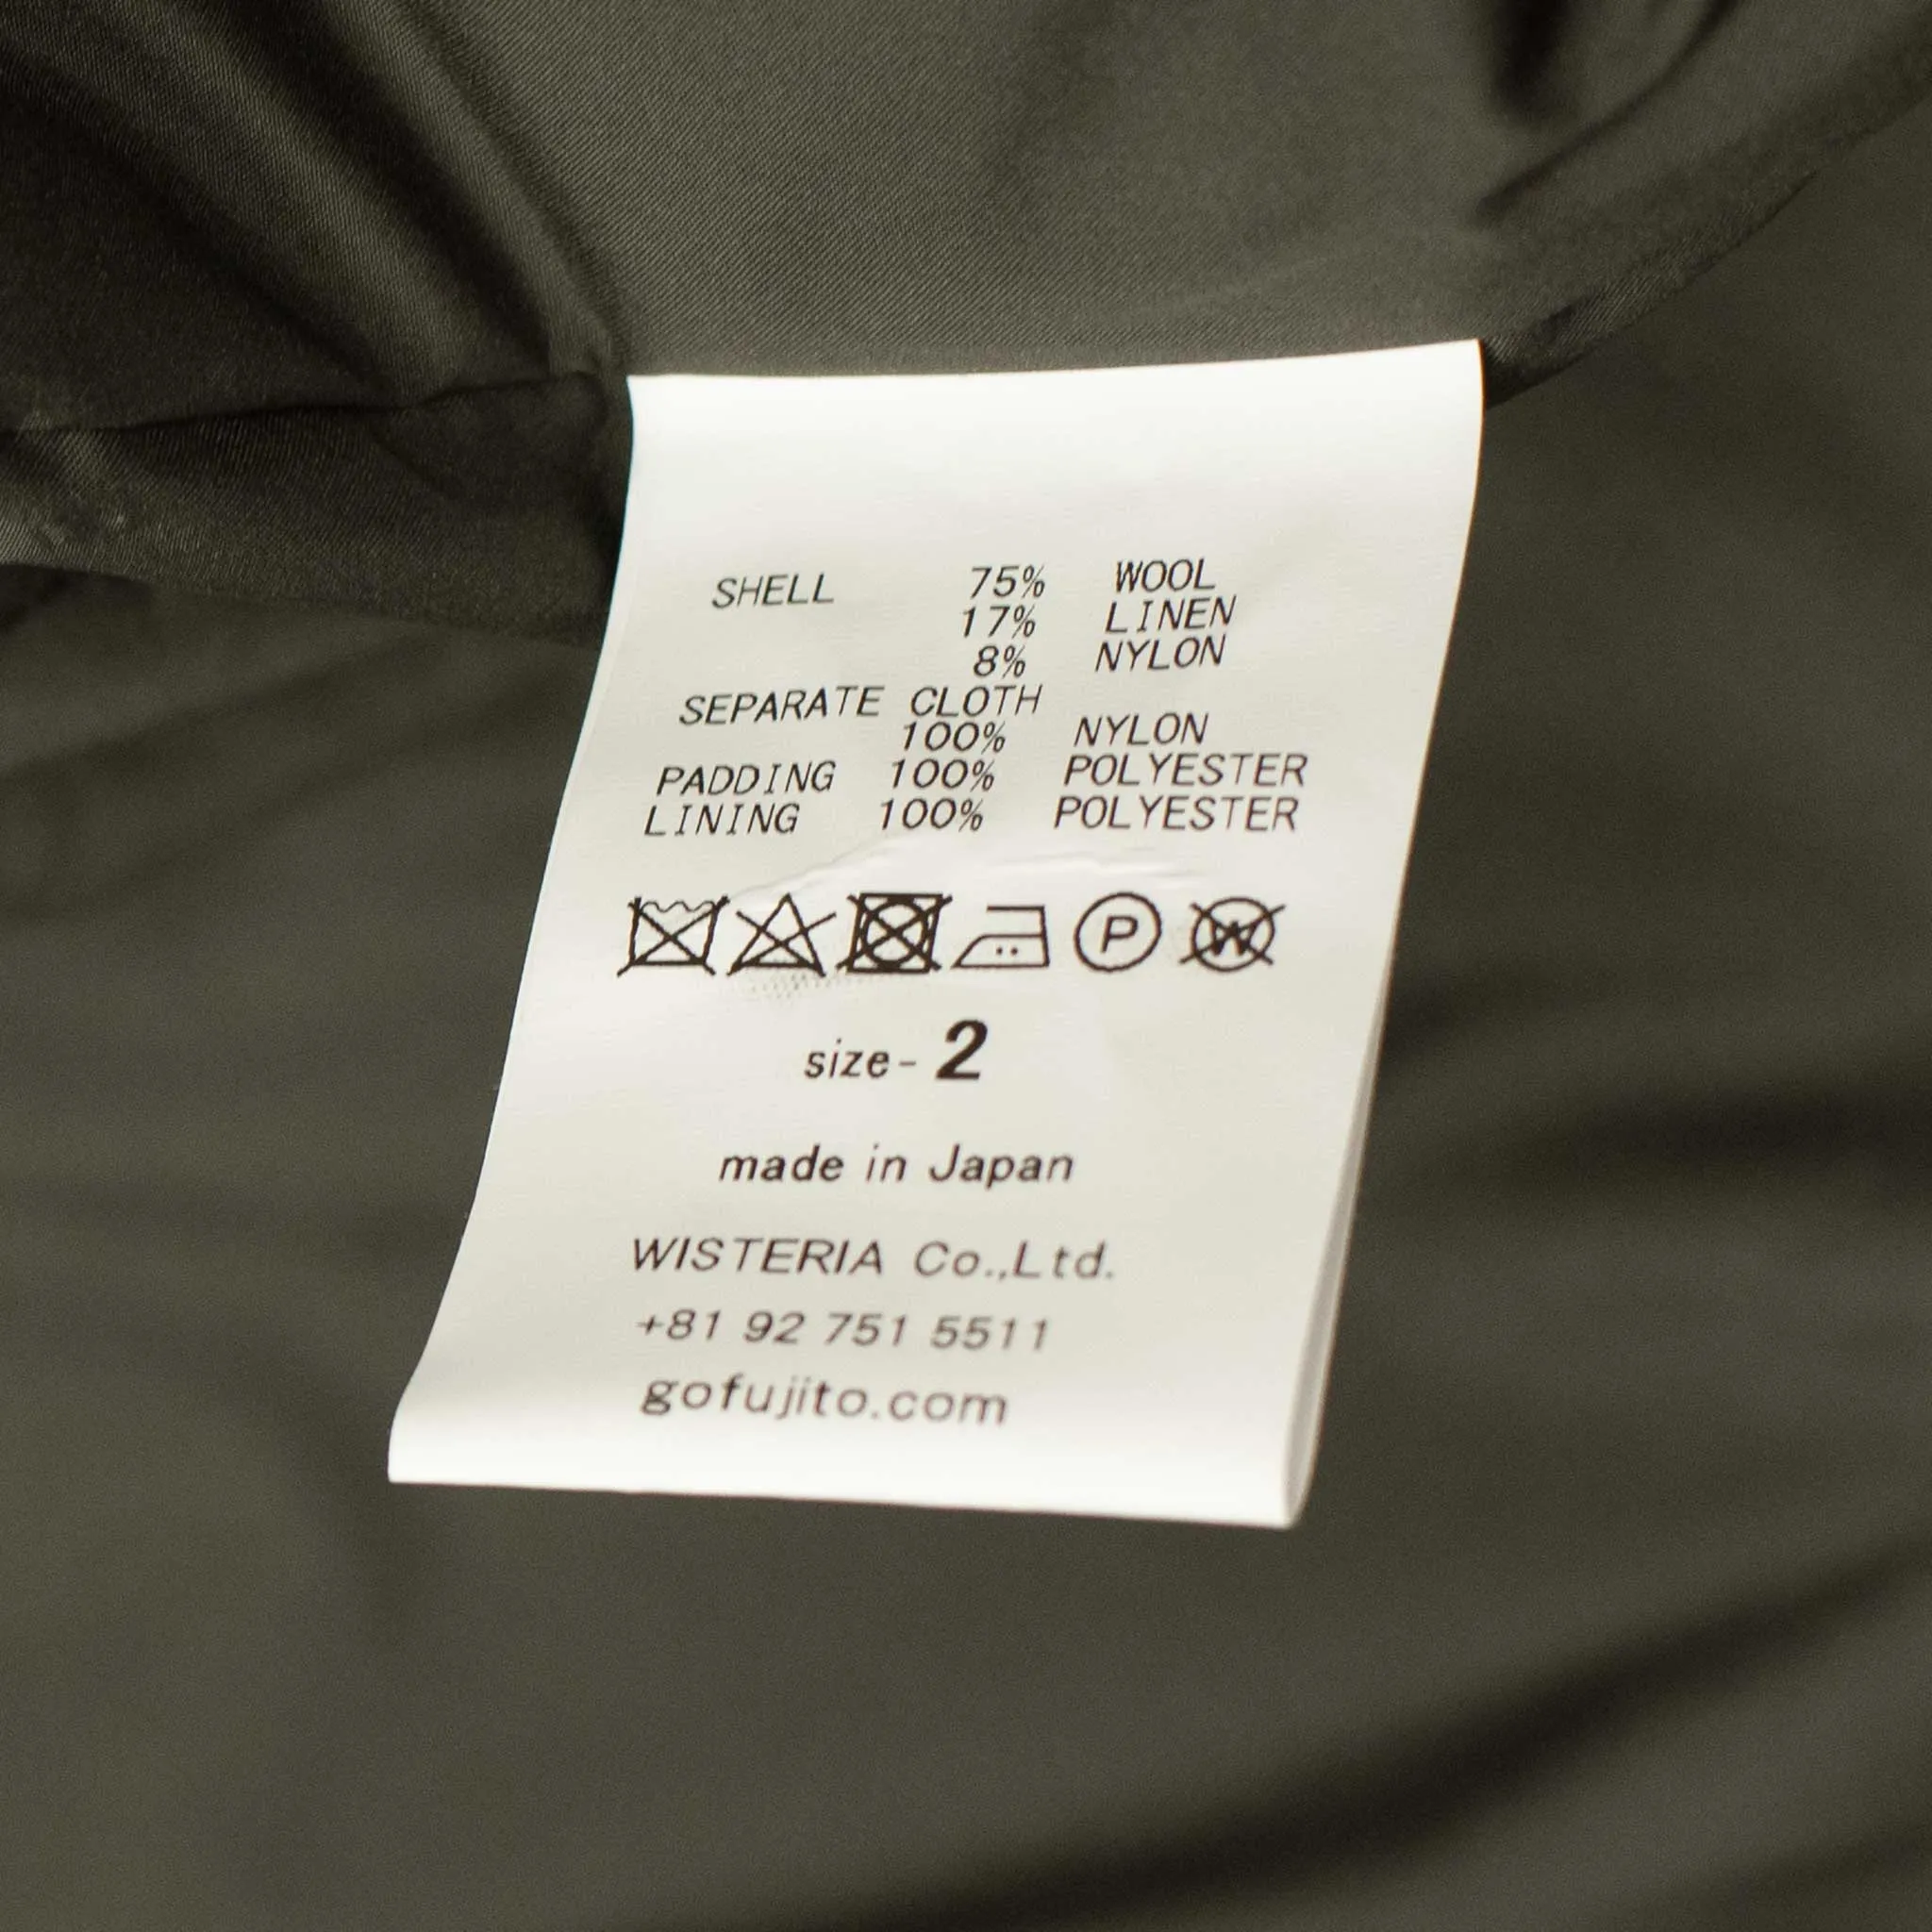 SHELL 75% WOOL
17% LINEN
8% NYLON
SEPARATE CLOTH
100% NYLON
PADDING 100% POLYESTER
LINING 100% POLYESTER
P W
size- 2
made in Japan
WISTERIA Co.,Ltd.
+81 92 751 5511
gofujito.com